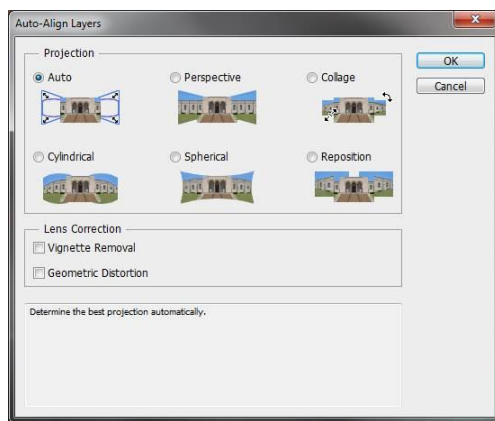 Auto-Align Layers
Projection
Auto
Perspective
Collage
Cylindrical
Spherical
Reposition
Lens Correction
Vignette Removal
Geometric Distortion
Determine the best projection automatically.
OK
Cancel